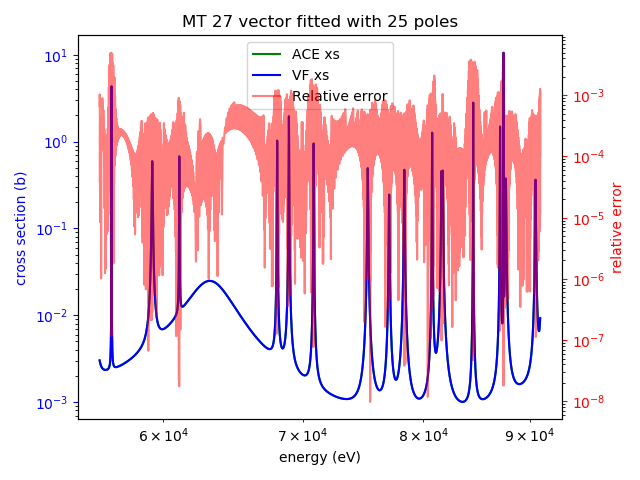 MT 27 vector fitted with 25 poles
ACE xs
VF xs
Relative error
10¹
10⁰
10⁻¹
10⁻²
10⁻³
cross section (b)
10⁻³
10⁻⁴
10⁻⁵
10⁻⁶
10⁻⁷
10⁻⁸
relative error
6 × 10⁴
7 × 10⁴
8 × 10⁴
9 × 10⁴
energy (eV)